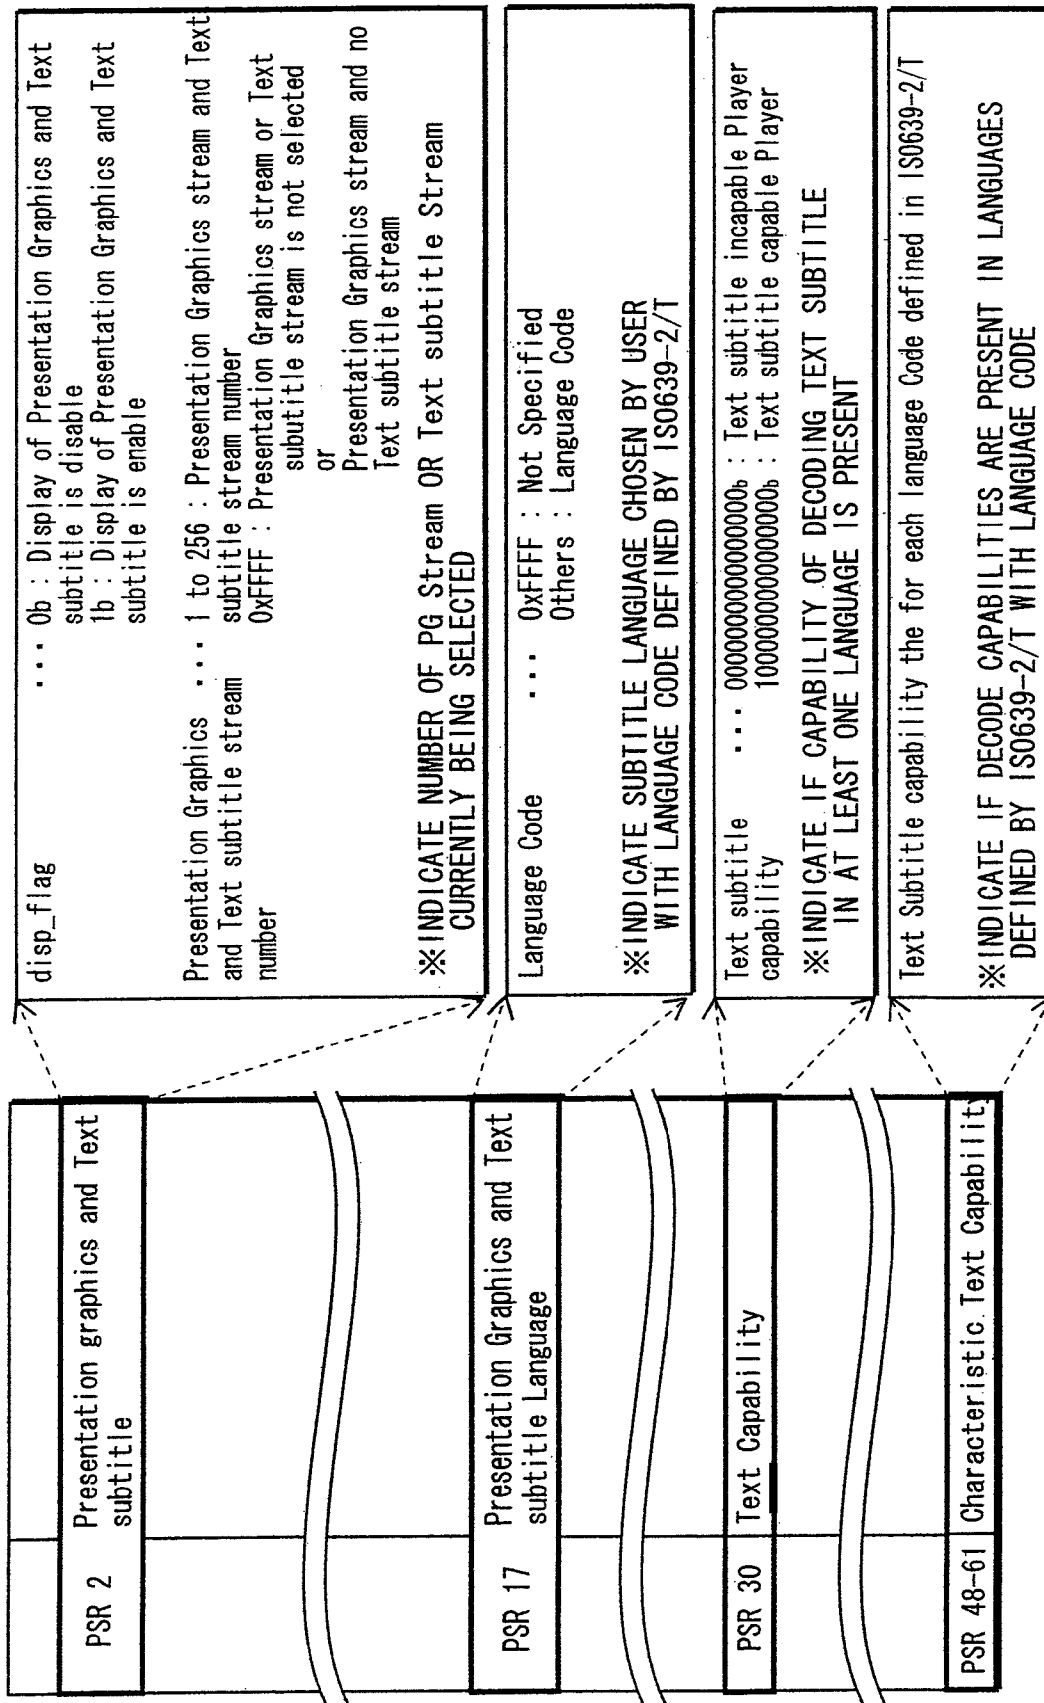 PSR 2
Presentation graphics and Text
subtitle
PSR 17
Presentation Graphics and Text
subtitle Language
PSR 30
Text Capability
PSR 48-61
Characteristic Text Capability
disp_flag
... 0b : Display of Presentation Graphics and Text
subtitle is disable
1b : Display of Presentation Graphics and Text
subtitle is enable
Presentation Graphics
and Text subtitle stream
number
... 1 to 256 : Presentation Graphics stream and Text
subtitle stream number
0xFFF : Presentation Graphics stream or Text
subutitle stream is not selected
or
Presentation Graphics stream and no
Text subtitle stream
※INDICATE NUMBER OF PG Stream OR Text subtitle Stream
CURRENTLY BEING SELECTED
Language Code ... 0xFFFF : Not Specified
Others : Language Code
※INDICATE SUBTITLE LANGUAGE CHOSEN BY USER
WITH LANGUAGE CODE DEFINED BY ISO639-2/T
Text subtitle
capability
... 00000000000000000b : Text subtitle incapable Player
10000000000000000b : Text subtitle capable Player
※INDICATE IF CAPABILITY OF DECODING TEXT SUBTITLE
IN AT LEAST ONE LANGUAGE IS PRESENT
Text Subtitle capability the for each language Code defined in ISO639-2/T
※INDICATE IF DECODE CAPABILITIES ARE PRESENT IN LANGUAGES
DEFINED BY ISO639-2/T WITH LANGUAGE CODE